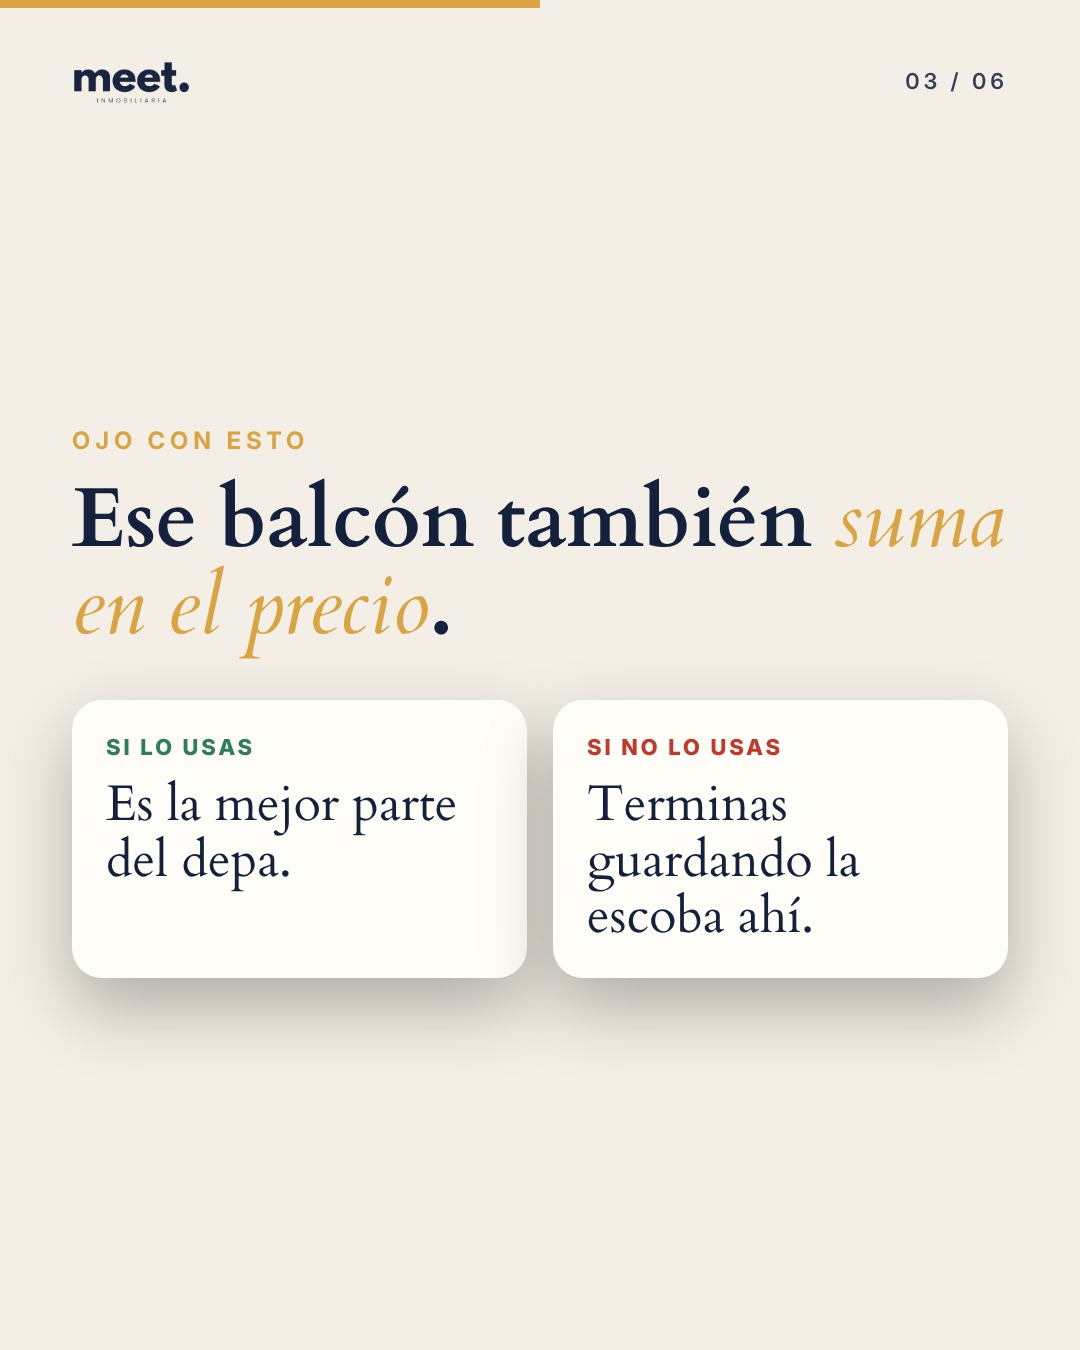 meet.
INMOBILIARIA
03 / 06
OJO CON ESTO
Ese balcón también suma
en el precio.
SI LO USAS
Es la mejor parte
del depa.
SI NO LO USAS
Terminas
guardando la
escoba ahí.